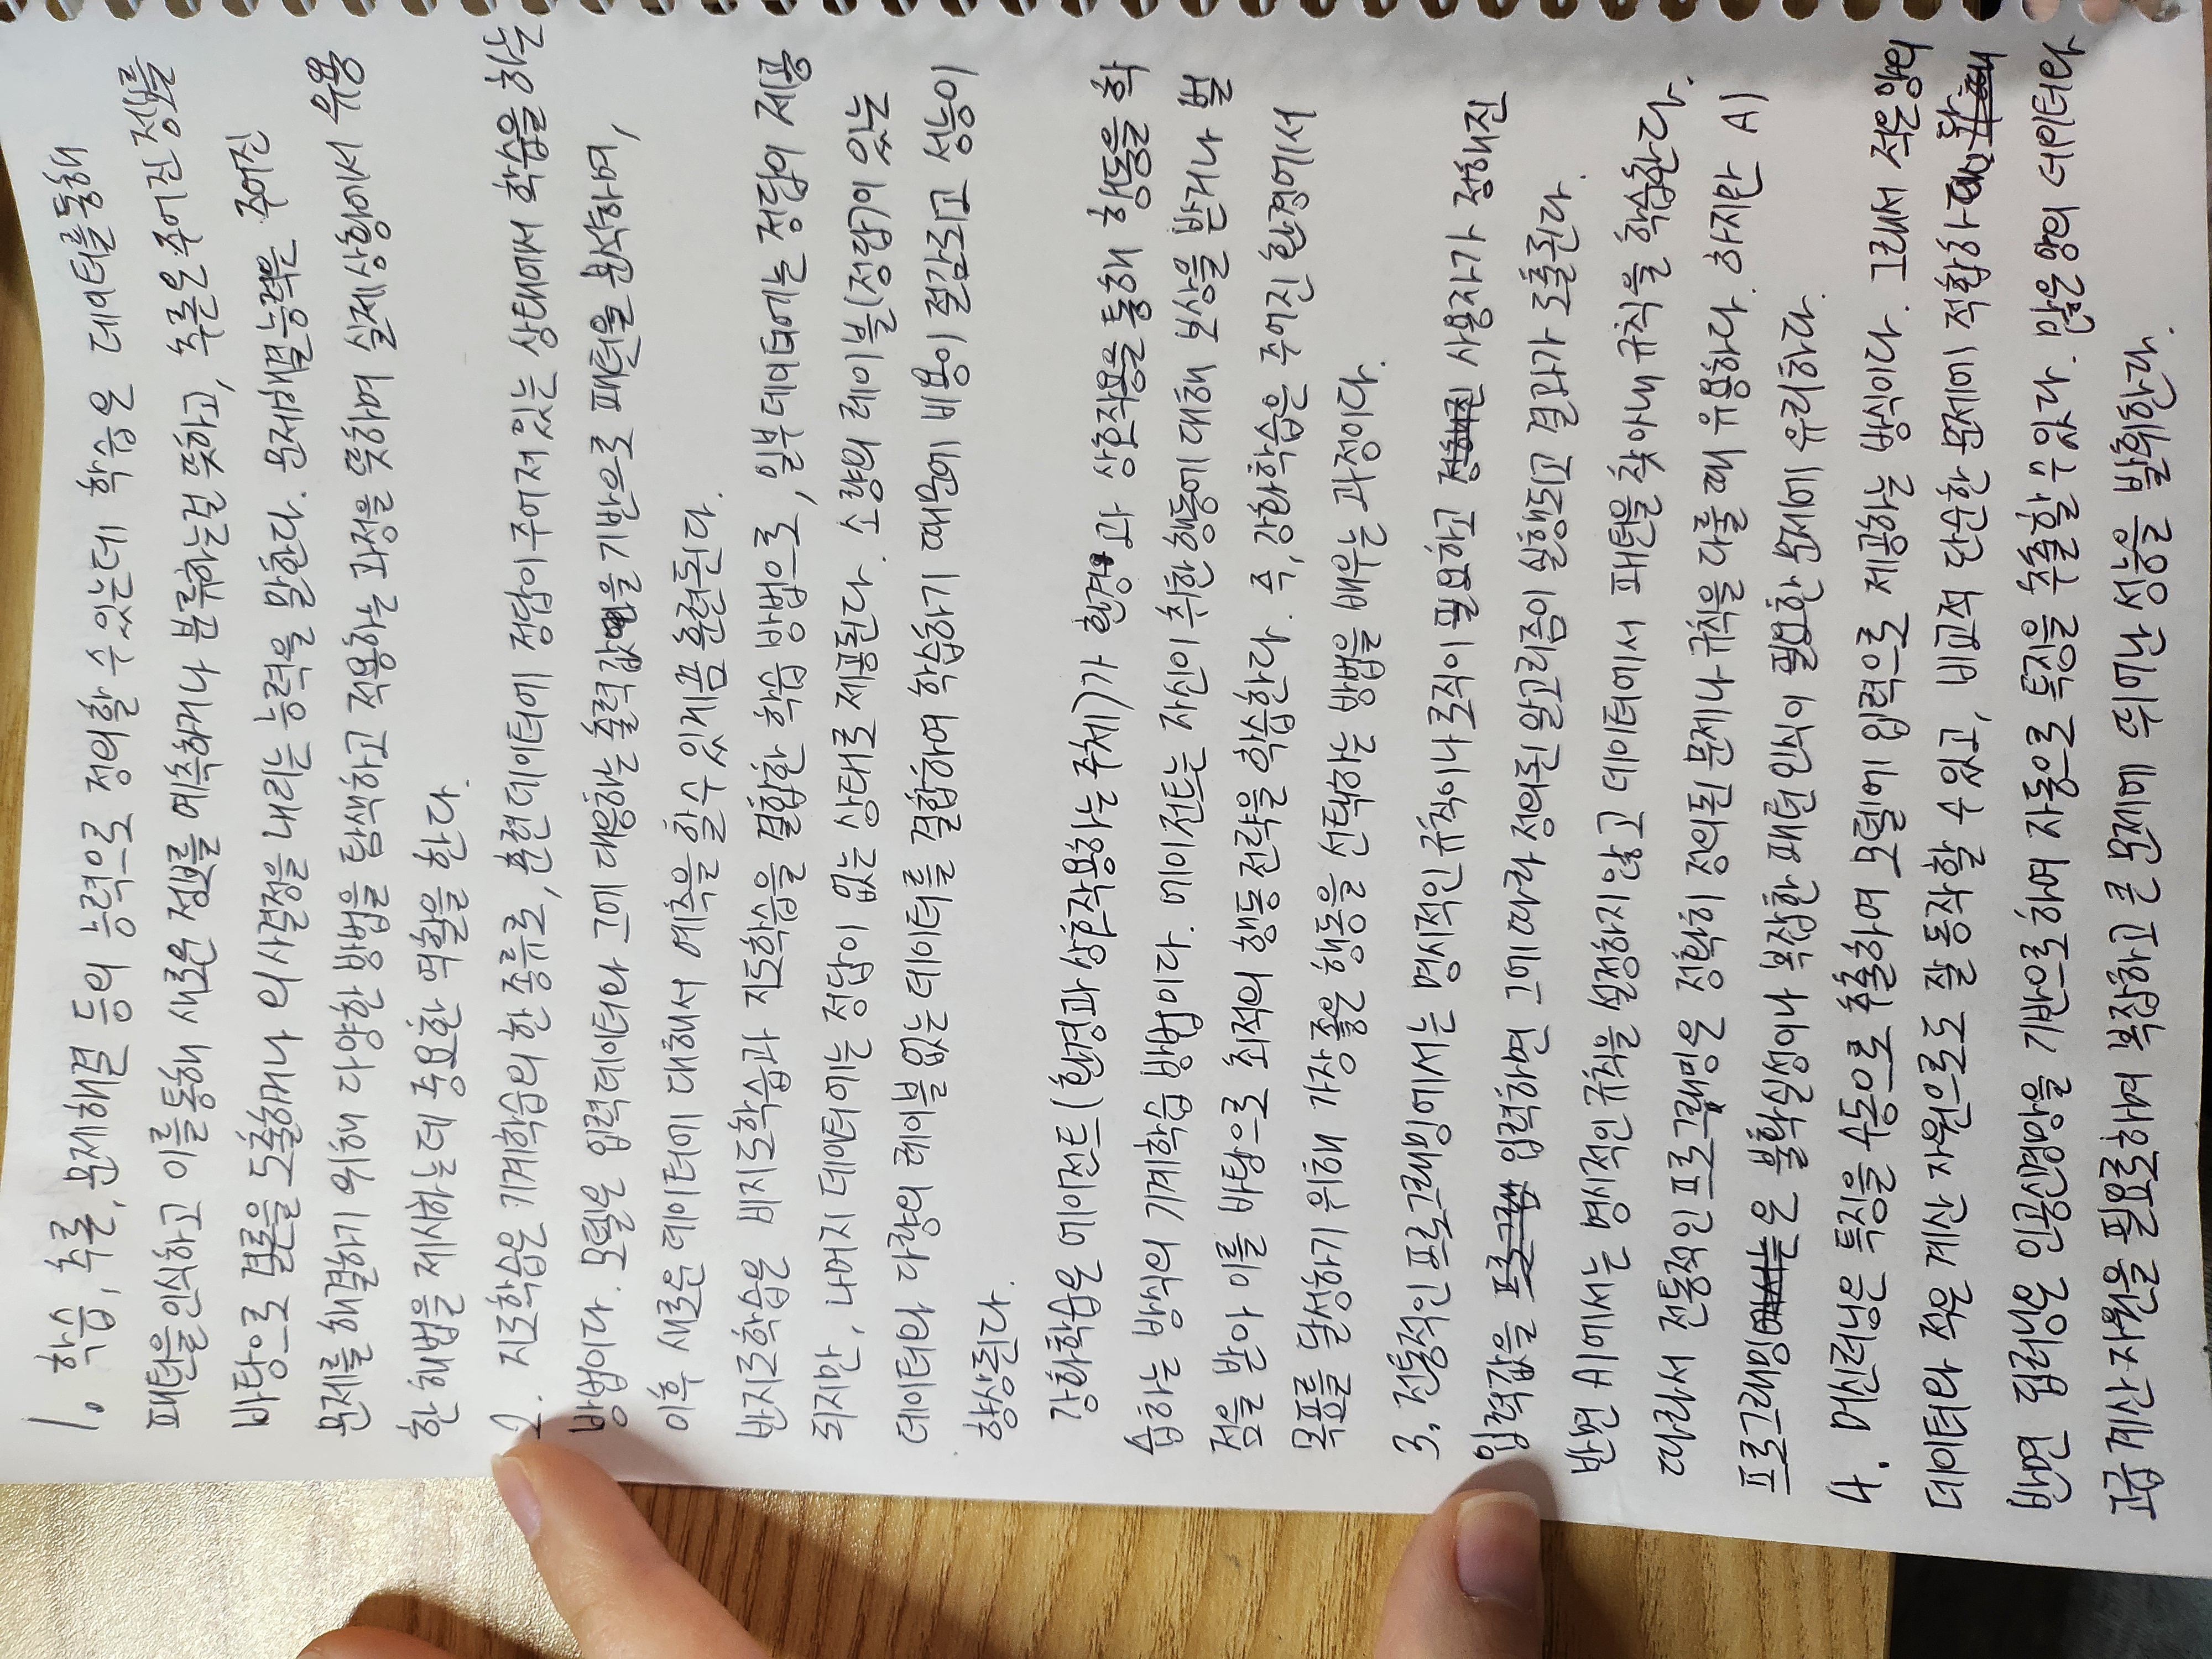 1. 학습, 추론, 문제해결 등의 능력으로 정의할 수 있는데 학습은 데이터를 통해
패턴을 인식하고 이를 통해 새로운 정보를 예측하거나 분류하는걸 뜻하고, 추론은 주어진 정보를
바탕으로 결론을 도출하거나 의사결정을 내리는 능력을 말한다. 문제해결능력은 주어진
문제를 해결하기 위해 다양한 방법을 탐색하고 적용하는 과정을 뜻하며 실제상황에서 유용
한 해법을 제시하는데 중요한 역할을 한다.
2. 지도학습은 기계학습의 한 종류로, 훈련데이터에 정답이 주어져 있는 상태에서 학습을 하는
방법이다. 모델은 입력데이터와 그에 대응하는 출력값을 기반으로 패턴을 분석하며,
이후 새로운 데이터에 대해서 예측을 할 수 있게끔 훈련된다.
반지도학습은 비지도학습과 지도학습을 결합한 학습 방법으로, 일부 데이터에는 정답이 제공
되지만, 나머지 데이터에는 정답이 없는 상태로 제공된다. 소량의 레이블(정답)이 있는
데이터와 다량의 레이블 없는 데이터를 결합하여 학습하기 때문에 비용이 절감되고 성능이
향상된다.
강화학습은 에이전트(환경과 상호작용하는 주체)가 환경과 상호작용을 통해 행동을 학
습하는 방식의 기계학습 방법이다. 에이전트는 자신이 취한 행동에 대해 보상을 받거나 벌
점을 받아 이를 바탕으로 최적의 행동 전략을 학습한다. 즉, 강화학습은 주어진 환경에서
목표를 달성하기 위해 가장 좋은 행동을 선택하는 방법을 배우는 과정이다.
3. 전통적인 프로그래밍에서는 명시적인 규칙이나 로직이 필요하고 정해진 사용자가 정해진
입력값을 프로그램 입력하면 그에 따라 정의된 알고리즘이 실행되고 결과가 도출된다.
반면 AI에서는 명시적인 규칙을 설정하지 않고 데이터에서 패턴을 찾아내 규칙을 학습한다.
따라서 전통적인 프로그래밍은 정확히 정의된 문제나 규칙을 다룰 때 유용하다. 하지만 AI
프로그래밍에서는 은 불확실성이나 복잡한 패턴 인식이 필요한 문제에 유리하다.
4. 머신러닝은 특징을 수동으로 추출하여 모델에 입력으로 제공하는 방식이다. 그래서 적은 양의
데이터와 적은 계산 자원으로도 잘 동작할 수 있고, 비교적 단순한 문제에 적합하
반면 딥러닝은 인공신경망을 기반으로 하여 자동으로 특징을 추출할 수 있다. 많은 양의 데이터와
고급 계산 자원을 필요로하며 복잡하고 큰 문제에 뛰어난 성능을 발휘한다.